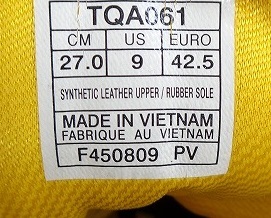 TQA061
CM US EURO
27.0 9 42.5
SYNTHETIC LEATHER UPPER / RUBBER SOLE
MADE IN VIETNAM
FABRIQUE AU VIETNAM
F450809 PV